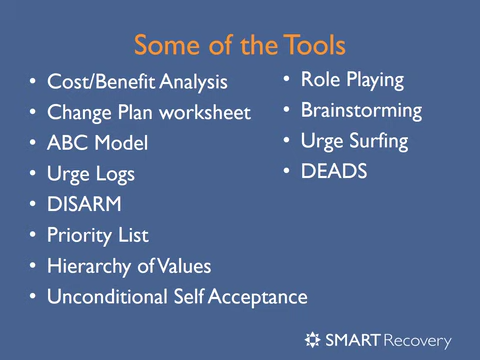 Some of the Tools
• Cost/Benefit Analysis
• Change Plan worksheet
• ABC Model
• Urge Logs
• DISARM
• Priority List
• Hierarchy of Values
• Unconditional Self Acceptance
• Role Playing
• Brainstorming
• Urge Surfing
• DEADS
SMART Recovery